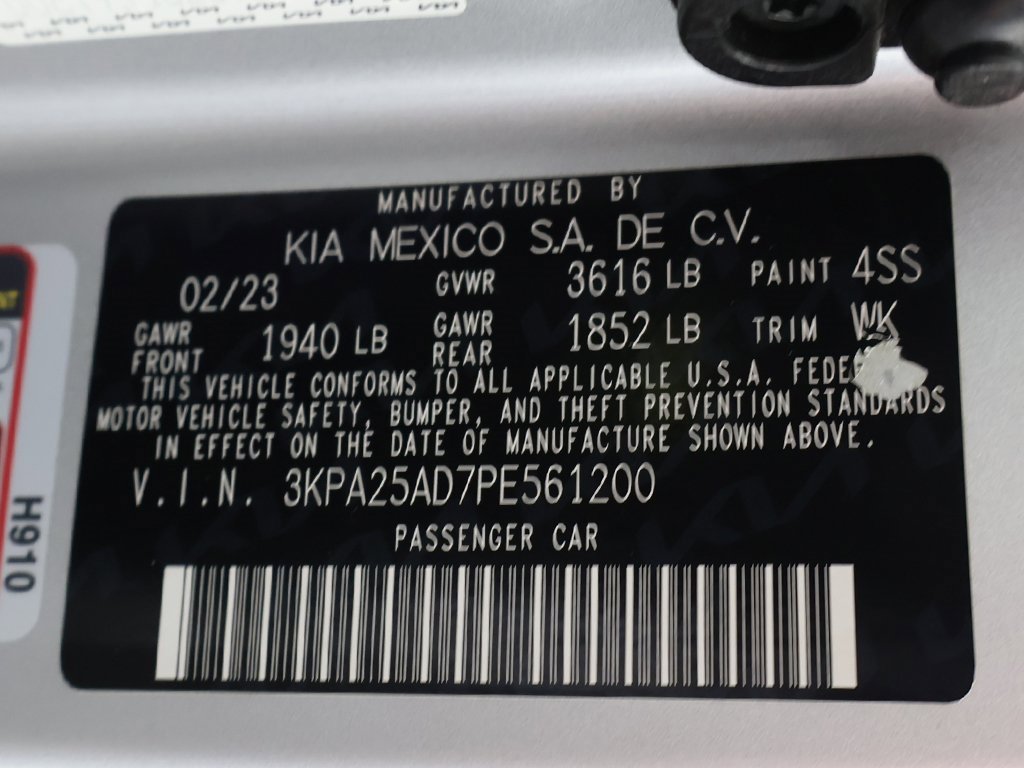 MANUFACTURED BY
KIA MEXICO S.A. DE C.V.
02/23 GVWR 3616 LB PAINT 4SS
GAWR FRONT 1940 LB GAWR REAR 1852 LB TRIM WK
THIS VEHICLE CONFORMS TO ALL APPLICABLE U.S.A.
MOTOR VEHICLE SAFETY, BUMPER, AND THEFT PREVENTION STANDARDS
IN EFFECT ON THE DATE OF MANUFACTURE SHOWN ABOVE.
V.I.N. 3KPA25AD7PE561200
PASSENGER CAR
H910